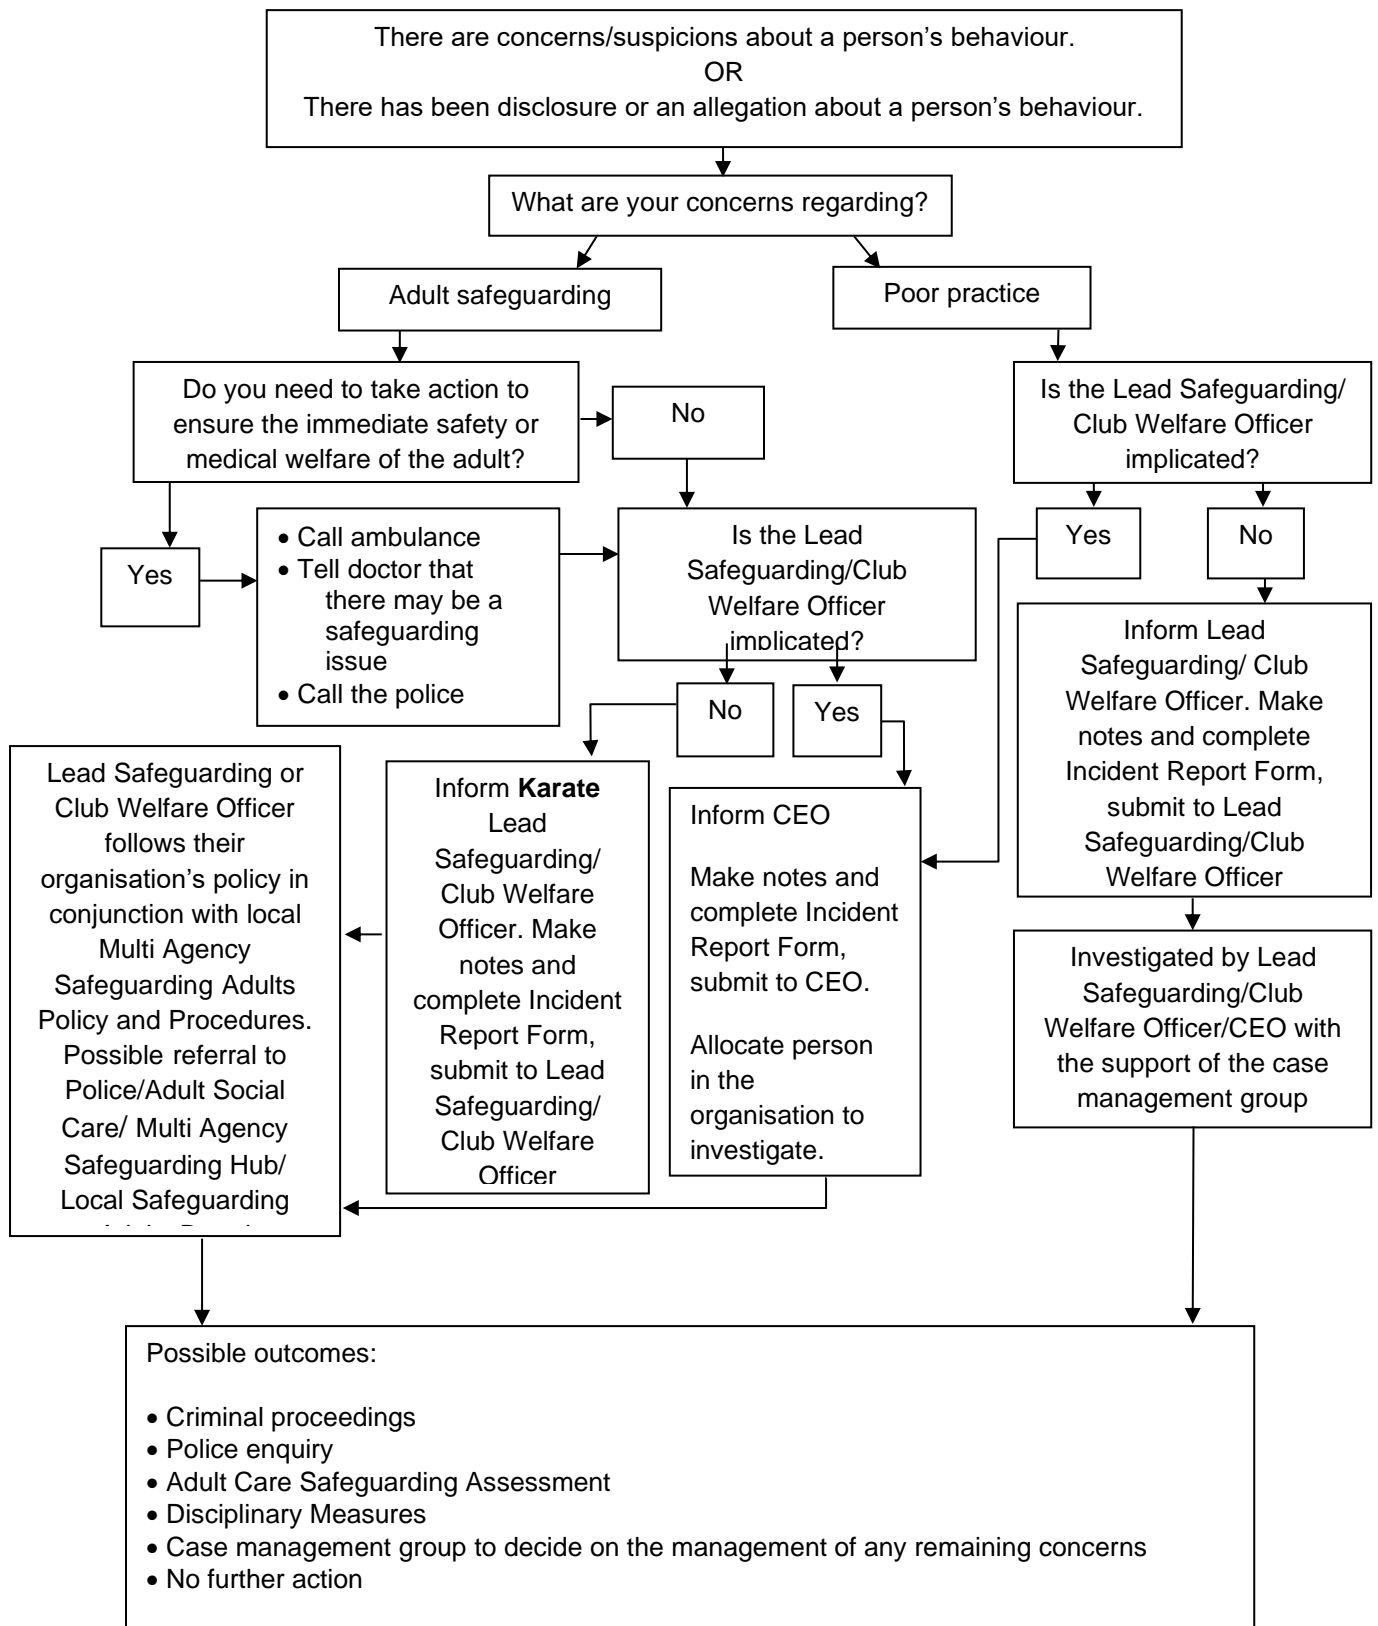 There are concerns/suspicions about a person’s behaviour.
OR
There has been disclosure or an allegation about a person’s behaviour.
What are your concerns regarding?
Adult safeguarding
Poor practice
Do you need to take action to
ensure the immediate safety or
medical welfare of the adult?
No
Is the Lead Safeguarding/
Club Welfare Officer
implicated?
Yes
• Call ambulance
• Tell doctor that
there may be a
safeguarding
issue
• Call the police
Is the Lead
Safeguarding/Club
Welfare Officer
implicated?
Yes
No
No
Yes
Inform Lead
Safeguarding/ Club
Welfare Officer. Make
notes and complete
Incident Report Form,
submit to Lead
Safeguarding/Club
Welfare Officer
Lead Safeguarding or
Club Welfare Officer
follows their
organisation’s policy in
conjunction with local
Multi Agency
Safeguarding Adults
Policy and Procedures.
Possible referral to
Police/Adult Social
Care/ Multi Agency
Safeguarding Hub/
Local Safeguarding
Inform Karate
Lead
Safeguarding/
Club Welfare
Officer. Make
notes and
complete Incident
Report Form,
submit to Lead
Safeguarding/
Club Welfare
Officer
Inform CEO
Make notes and
complete Incident
Report Form,
submit to CEO.
Allocate person
in the
organisation to
investigate.
Investigated by Lead
Safeguarding/Club
Welfare Officer/CEO with
the support of the case
management group
Possible outcomes:
• Criminal proceedings
• Police enquiry
• Adult Care Safeguarding Assessment
• Disciplinary Measures
• Case management group to decide on the management of any remaining concerns
• No further action